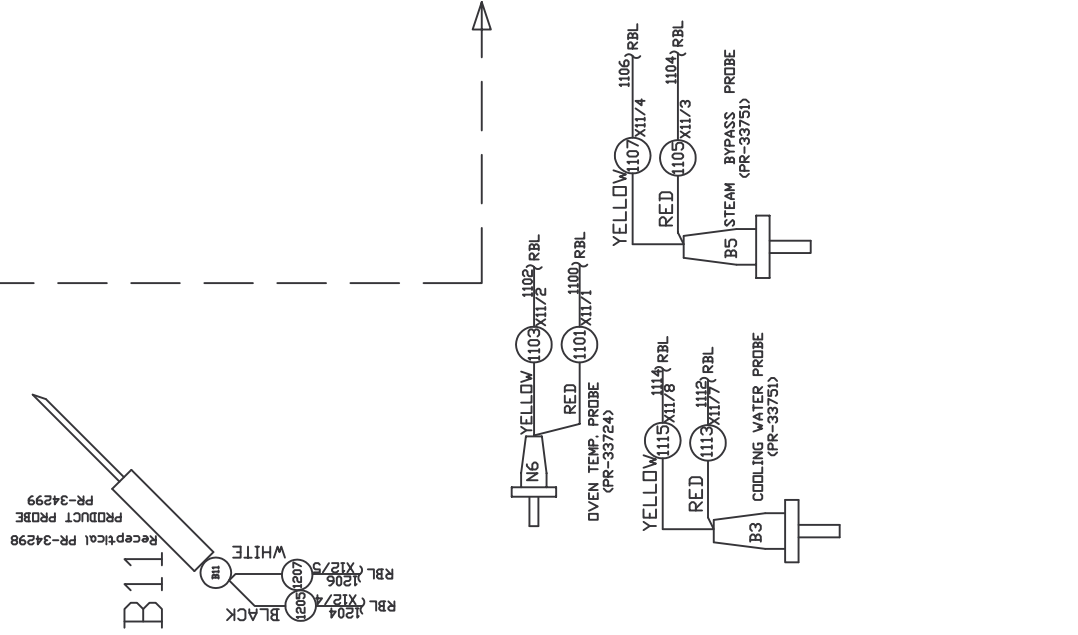 1106
RBL
X11/4
1107
YELLOW
1104
RBL
X11/3
1105
RED
B5
STEAM BYPASS PROBE
(PR-33751)
1102
RBL
X11/2
1103
YELLOW
1100
RBL
X11/1
1101
RED
N6
OVEN TEMP. PROBE
(PR-33724)
1114
RBL
X11/8
1115
YELLOW
1112
RBL
X11/7
1113
RED
B3
COOLING WATER PROBE
(PR-33751)
PR-34299
PRODUCT PROBE
Receptical PR-34298
B11
B11
WHITE
1207
X12/5
1206
RBL
BLACK
1205
X12/4
1204
RBL